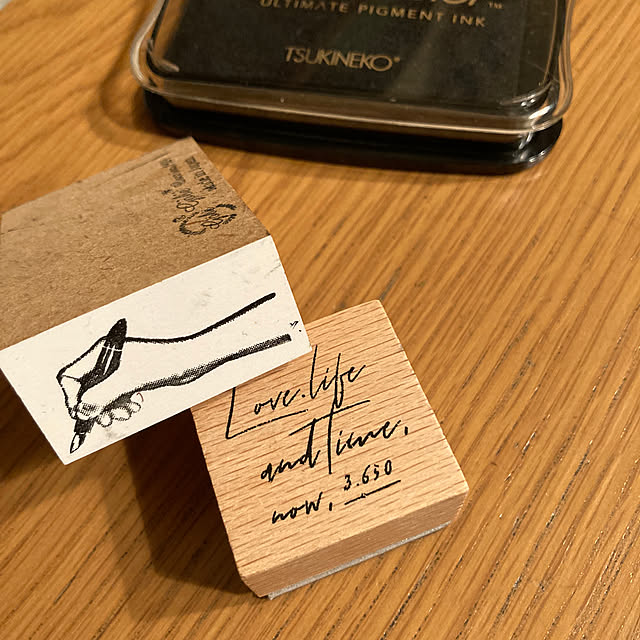 ULTIMATE PIGMENT INK
TSUKINEKO®
Love.life
and Time,
now, 3.650